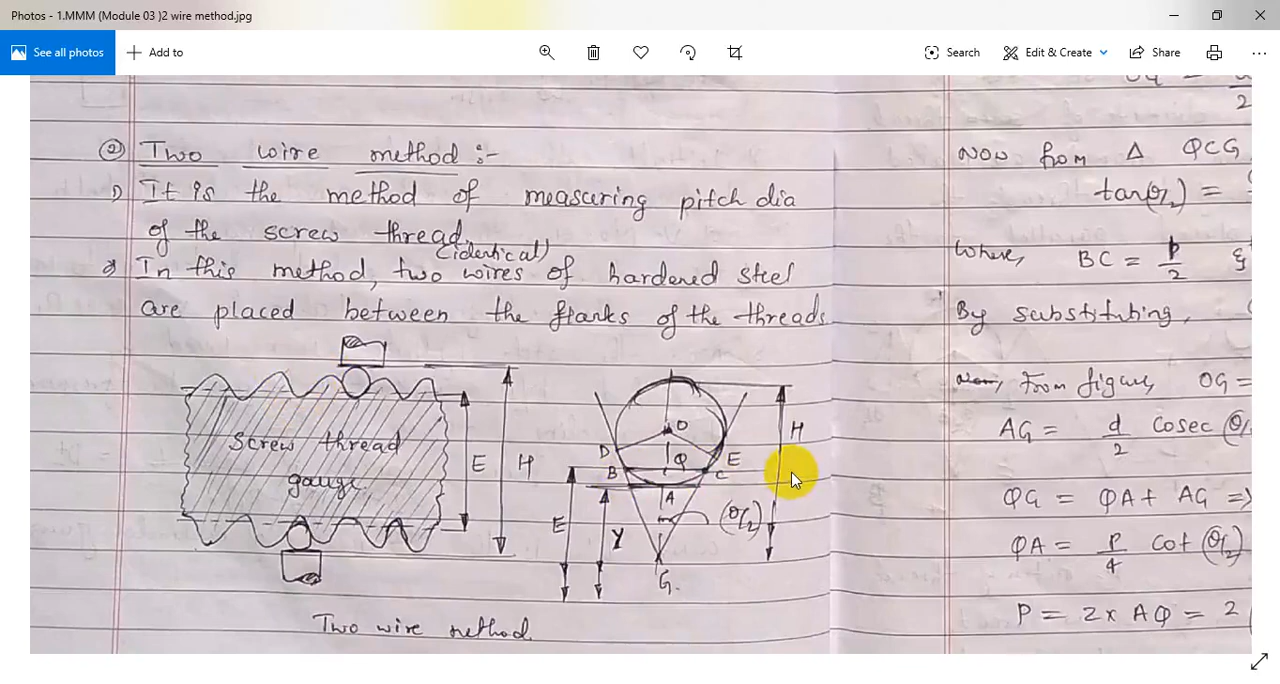 Photos - 1.MMM (Module 03 )2 wire method.jpg
See all photos
Add to
Search
Edit & Create
Share
② Two wire method :-
1) It is the method of measuring pitch dia
of the screw thread.
(identical)
2) In this method, two wires of hardened steel
are placed between the flanks of the threads.
Screw thread
gauge
E
H
D
O
B
Q
E
C
A
H
E
Y
(θ/2)
G.
Two wire method.
2
Now from Δ QCG
tan(θ/2) =
Where, BC = P/2 &
By substituting,
From figure, OG =
AG = d/2 Cosec (θ/
QG = QA + AG =>
QA = P/4 Cot (θ/2)
P = 2 x AQ = 2